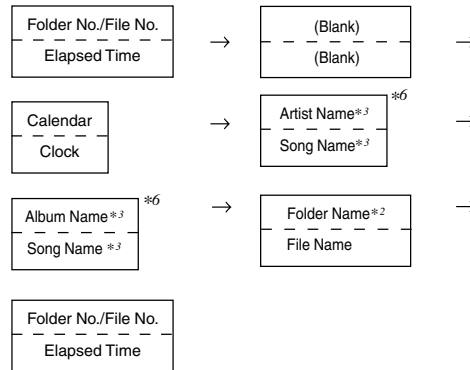 Folder No./File No.
Elapsed Time
→
(Blank)
(Blank)
→
Calendar
Clock
→
Artist Name*3
Song Name*3
*6
→
Album Name*3
Song Name *3
*6
→
Folder Name*2
File Name
→
Folder No./File No.
Elapsed Time